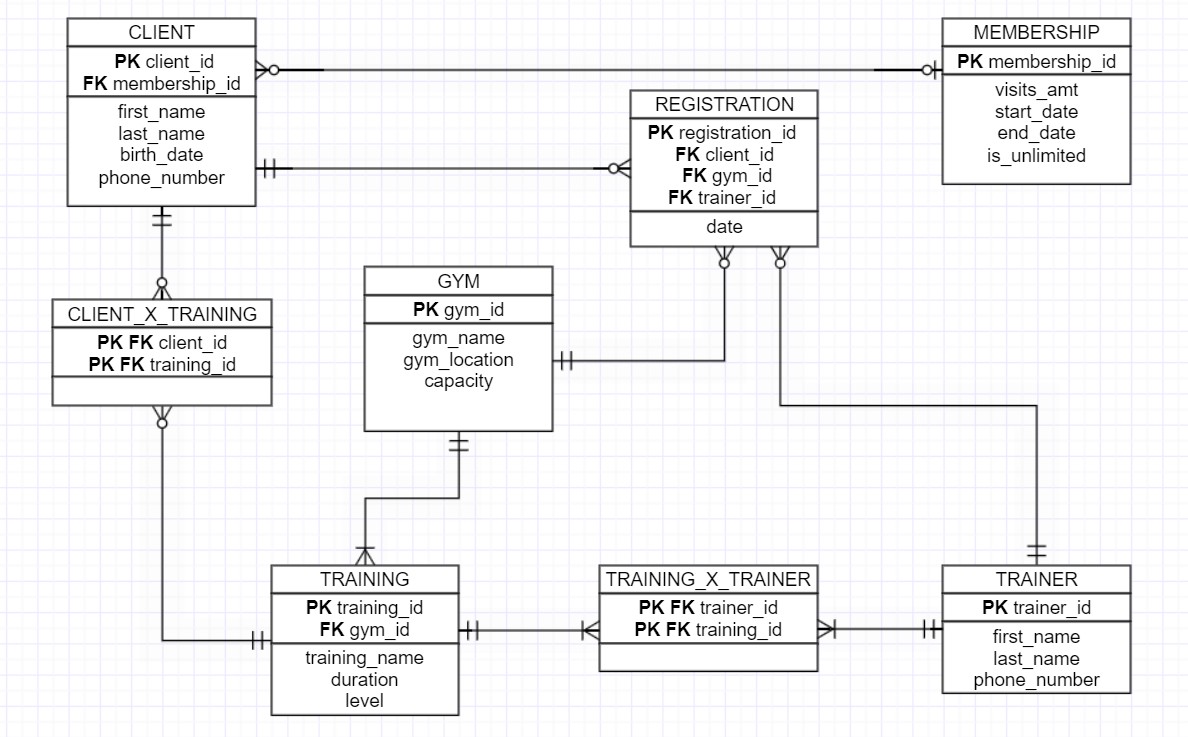 CLIENT
PK client_id
FK membership_id
first_name
last_name
birth_date
phone_number
MEMBERSHIP
PK membership_id
visits_amt
start_date
end_date
is_unlimited
REGISTRATION
PK registration_id
FK client_id
FK gym_id
FK trainer_id
date
GYM
PK gym_id
gym_name
gym_location
capacity
CLIENT_X_TRAINING
PK FK client_id
PK FK training_id
TRAINING
PK training_id
FK gym_id
training_name
duration
level
TRAINING_X_TRAINER
PK FK trainer_id
PK FK training_id
TRAINER
PK trainer_id
first_name
last_name
phone_number